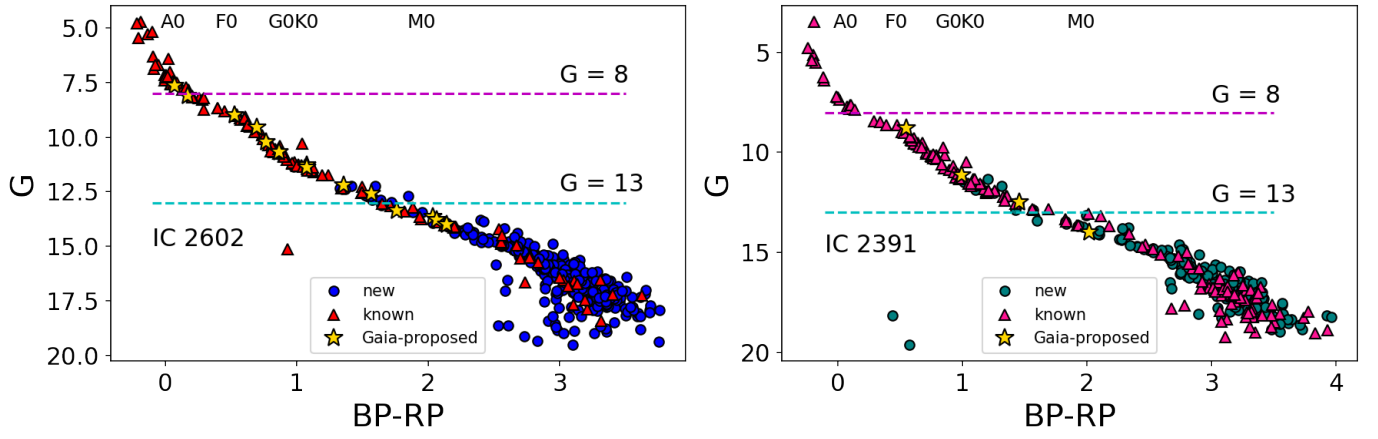 A0 F0 G0K0 M0
5.0
7.5
10.0
12.5
15.0
17.5
20.0
G
G = 8
G = 13
IC 2602
new
known
Gaia-proposed
0 1 2 3
BP-RP
A0 F0 G0K0 M0
5
10
15
20
G
G = 8
G = 13
IC 2391
new
known
Gaia-proposed
0 1 2 3 4
BP-RP